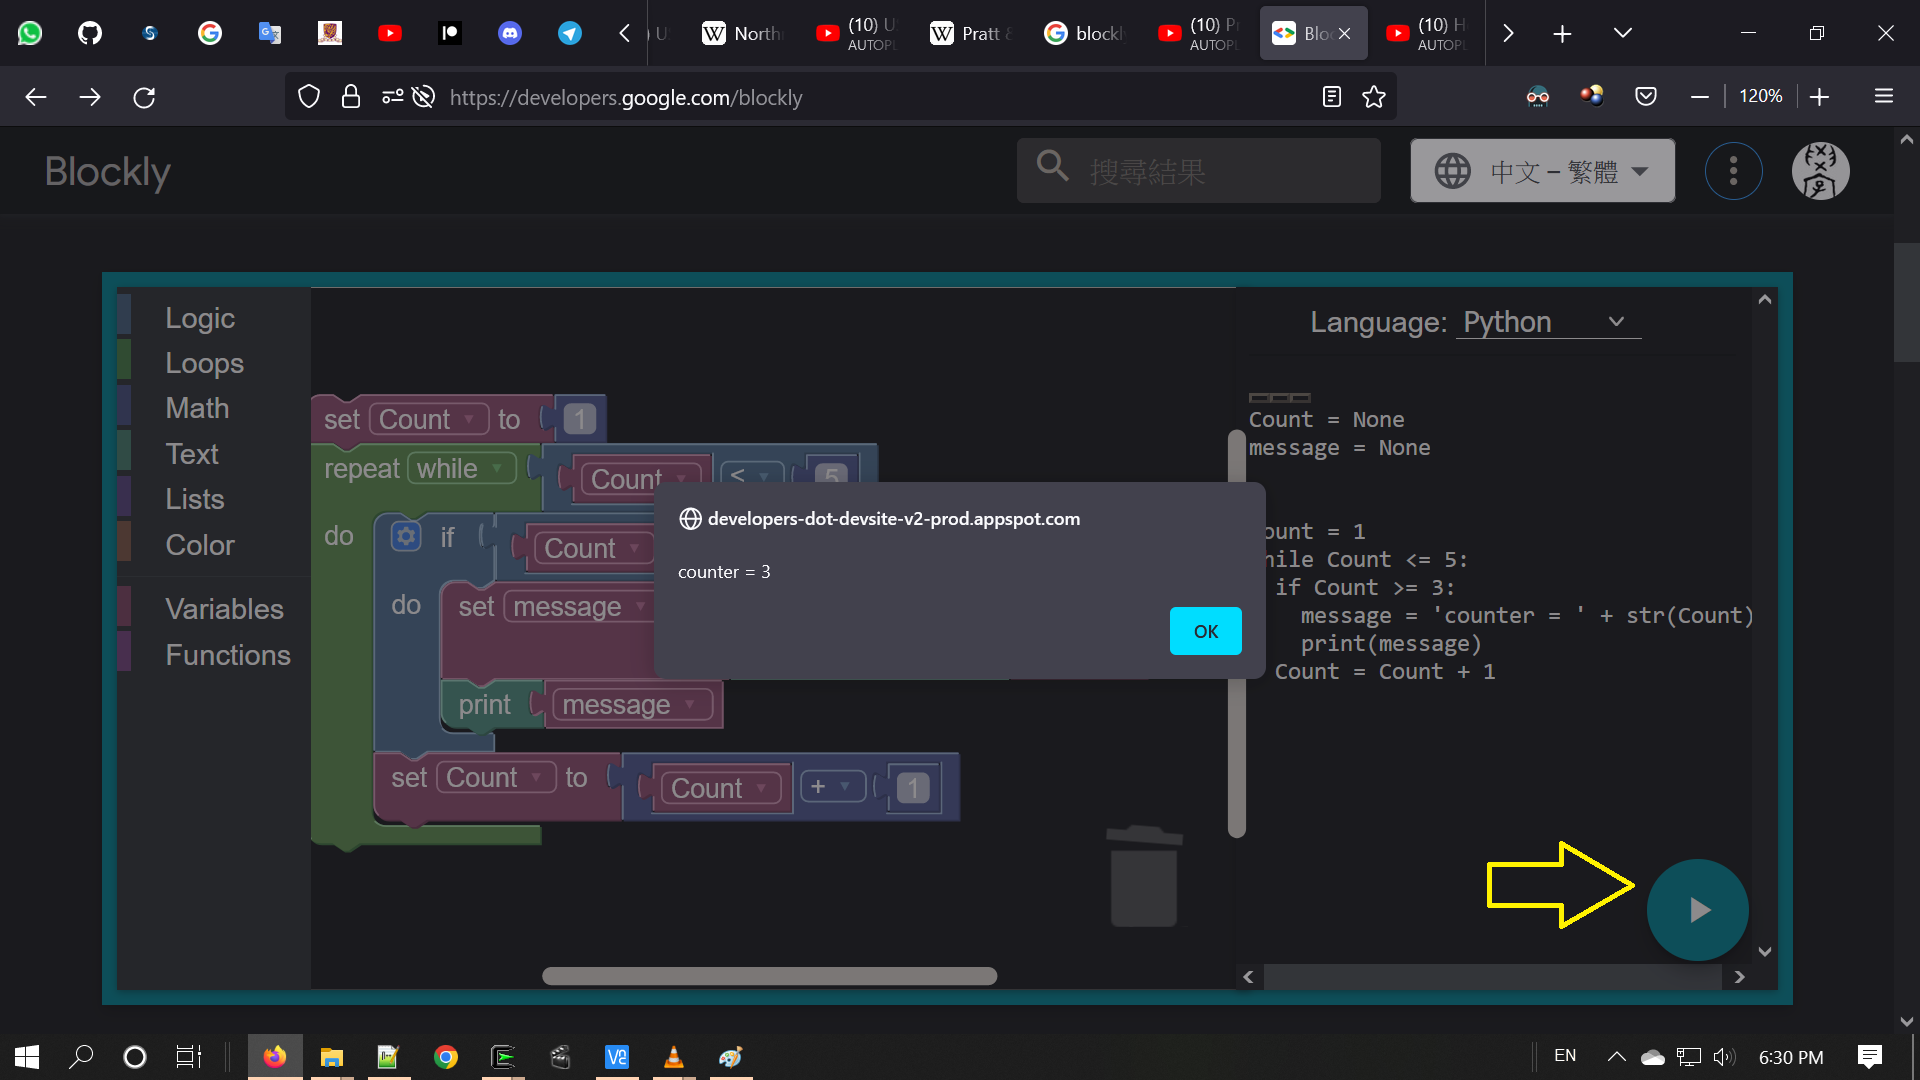 North
(10) U
AUTOPL
Pratt &
blockl
(10) P
AUTOPL
Bloc
(10) H
AUTOPL
https://developers.google.com/blockly
120%
Blockly
搜尋結果
中文 – 繁體
Logic
Loops
Math
Text
Lists
Color
Variables
Functions
set Count to 1
repeat while Count < 5
do if Count
do set message
print message
set Count to Count + 1
developers-dot-devsite-v2-prod.appspot.com
counter = 3
OK
Language: Python
Count = None
message = None
ount = 1
hile Count <= 5:
if Count >= 3:
message = 'counter = ' + str(Count)
print(message)
Count = Count + 1
EN
6:30 PM